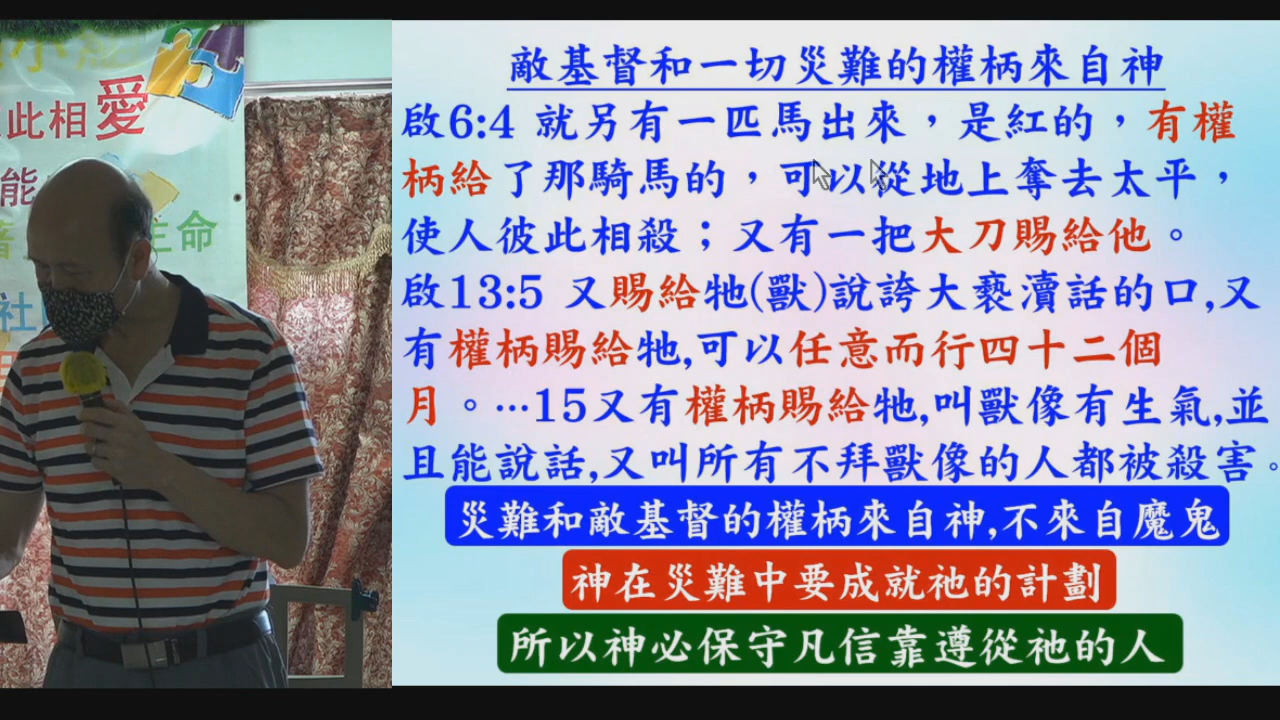 此相愛
能
生命
社
敵基督和一切災難的權柄來自神
啟6:4 就另有一匹馬出來，是紅的，有權
柄給了那騎馬的，可以從地上奪去太平，
使人彼此相殺；又有一把大刀賜給他。
啟13:5 又賜給牠(獸)說誇大褻瀆話的口,又
有權柄賜給牠,可以任意而行四十二個
月。…15又有權柄賜給牠,叫獸像有生氣,並
且能說話,又叫所有不拜獸像的人都被殺害。
災難和敵基督的權柄來自神,不來自魔鬼
神在災難中要成就祂的計劃
所以神必保守凡信靠遵從祂的人